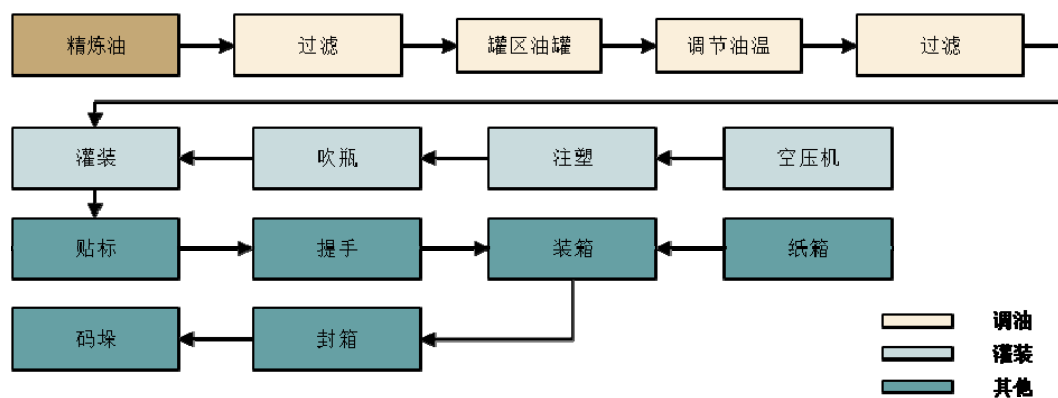 精炼油 过滤 罐区油罐 调节油温 过滤
灌装 吹瓶 注塑 空压机
贴标 提手 装箱 纸箱
码垛 封箱
调油
灌装
其他